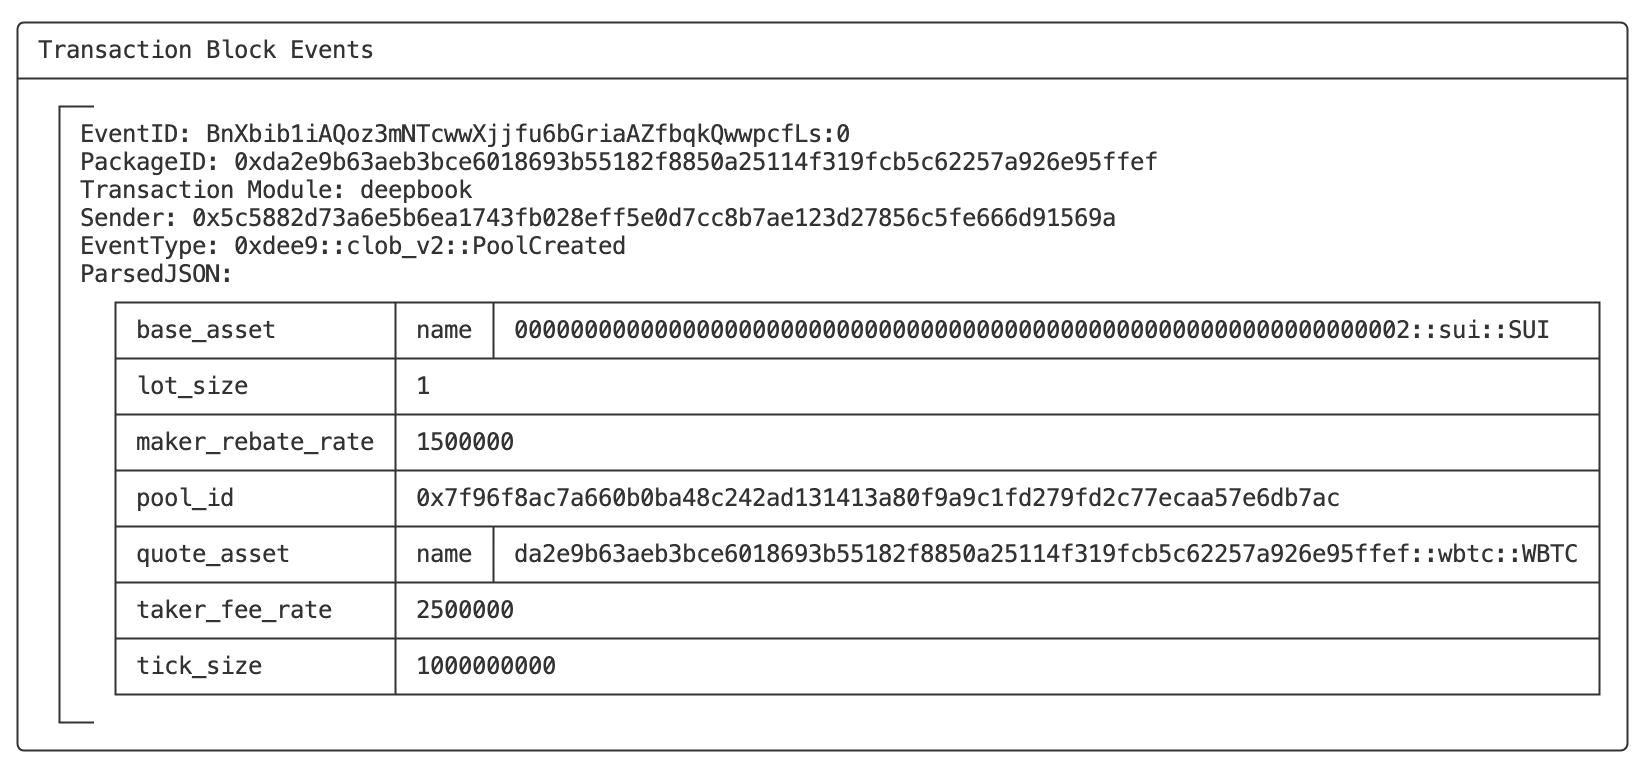 Transaction Block Events
EventID: BnXbib1iAQoz3mNTcwwXjjfu6bGriaAZfbqkQwwpcfLs:0
PackageID: 0xda2e9b63aeb3bce6018693b55182f8850a25114f319fcb5c62257a926e95ffef
Transaction Module: deepbook
Sender: 0x5c5882d73a6e5b6ea1743fb028eff5e0d7cc8b7ae123d27856c5fe666d91569a
EventType: 0xdee9::clob_v2::PoolCreated
ParsedJSON:
base_asset name 0000000000000000000000000000000000000000000000000000000000000002::sui::SUI
lot_size 1
maker_rebate_rate 1500000
pool_id 0x7f96f8ac7a660b0ba48c242ad131413a80f9a9c1fd279fd2c77ecaa57e6db7ac
quote_asset name da2e9b63aeb3bce6018693b55182f8850a25114f319fcb5c62257a926e95ffef::wbtc::WBTC
taker_fee_rate 2500000
tick_size 1000000000